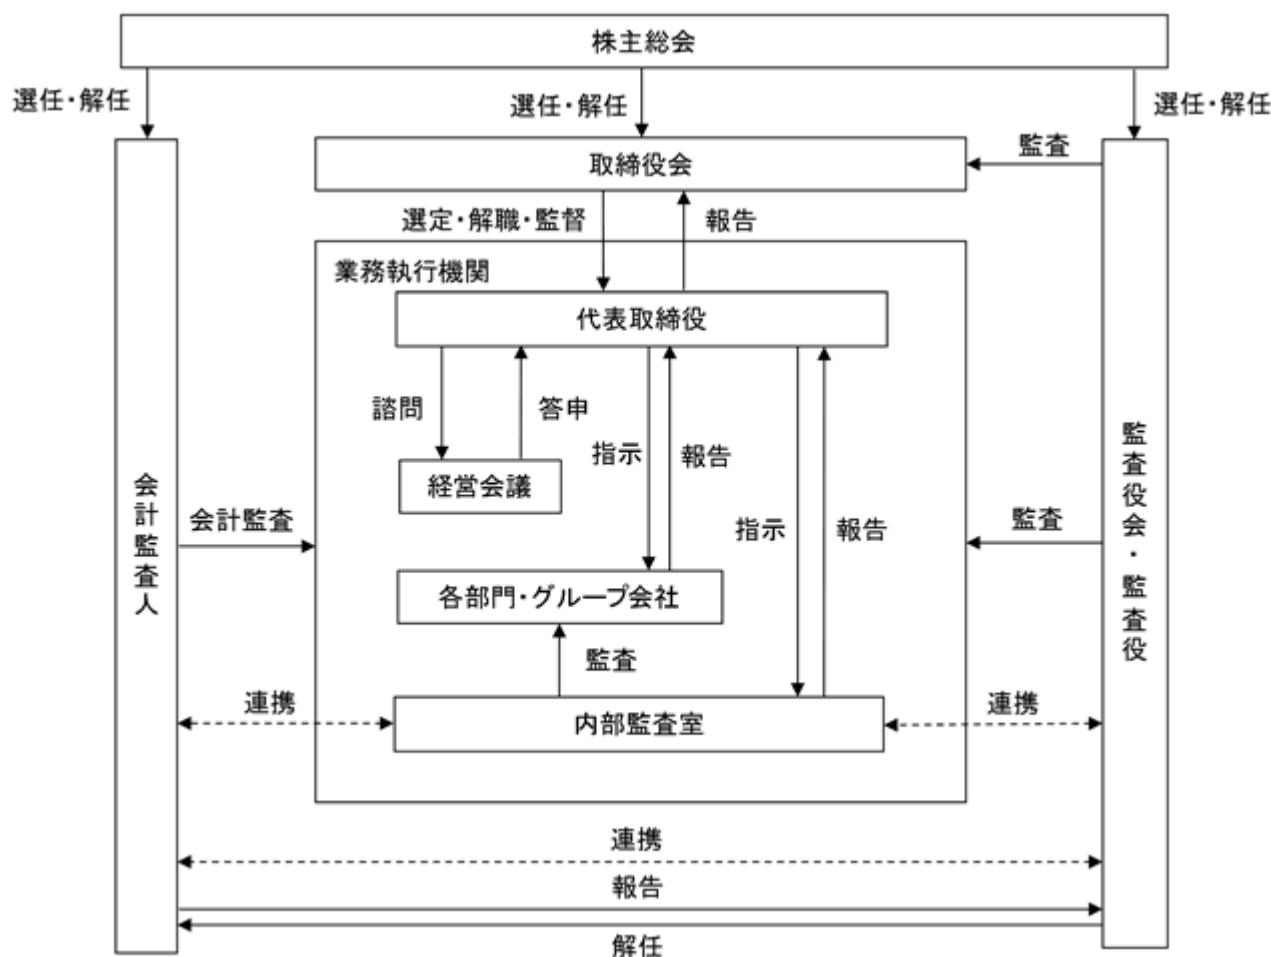 株主総会
選任・解任
選任・解任
選任・解任
取締役会
監査
選定・解職・監督
報告
業務執行機関
代表取締役
諮問
答申
指示
報告
経営会議
会計監査人
会計監査
指示
報告
監査
監査役会・監査役
各部門・グループ会社
監査
連携
内部監査室
連携
連携
報告
解任